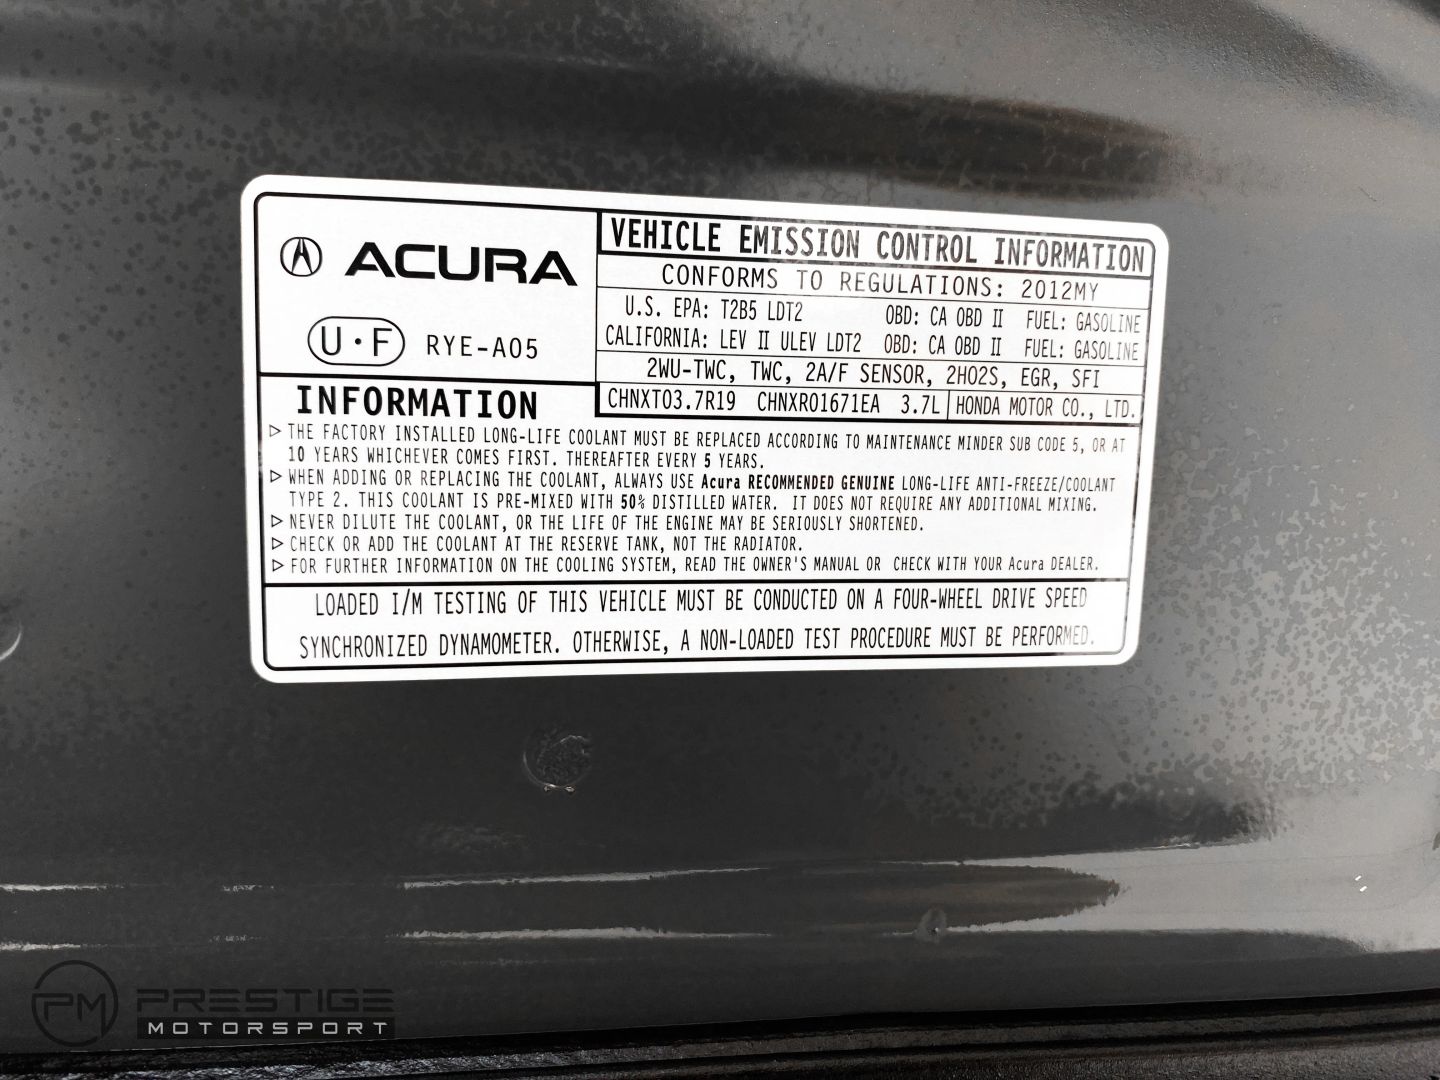 ACURA
U·F RYE-A05
VEHICLE EMISSION CONTROL INFORMATION
CONFORMS TO REGULATIONS: 2012MY
U.S. EPA: T2B5 LDT2 OBD: CA OBD II FUEL: GASOLINE
CALIFORNIA: LEV II ULEV LDT2 OBD: CA OBD II FUEL: GASOLINE
2WU-TWC, TWC, 2A/F SENSOR, 2HO2S, EGR, SFI
CHNXT03.7R19 CHNXR01671EA 3.7L HONDA MOTOR CO., LTD.
INFORMATION
▷ THE FACTORY INSTALLED LONG-LIFE COOLANT MUST BE REPLACED ACCORDING TO MAINTENANCE MINDER SUB CODE 5, OR AT
10 YEARS WHICHEVER COMES FIRST. THEREAFTER EVERY 5 YEARS.
▷ WHEN ADDING OR REPLACING THE COOLANT, ALWAYS USE Acura RECOMMENDED GENUINE LONG-LIFE ANTI-FREEZE/COOLANT
TYPE 2. THIS COOLANT IS PRE-MIXED WITH 50% DISTILLED WATER. IT DOES NOT REQUIRE ANY ADDITIONAL MIXING.
▷ NEVER DILUTE THE COOLANT, OR THE LIFE OF THE ENGINE MAY BE SERIOUSLY SHORTENED.
▷ CHECK OR ADD THE COOLANT AT THE RESERVE TANK, NOT THE RADIATOR.
▷ FOR FURTHER INFORMATION ON THE COOLING SYSTEM, READ THE OWNER'S MANUAL OR CHECK WITH YOUR Acura DEALER.
LOADED I/M TESTING OF THIS VEHICLE MUST BE CONDUCTED ON A FOUR-WHEEL DRIVE SPEED
SYNCHRONIZED DYNAMOMETER. OTHERWISE, A NON-LOADED TEST PROCEDURE MUST BE PERFORMED.
PM PRESTIGE
MOTORSPORT